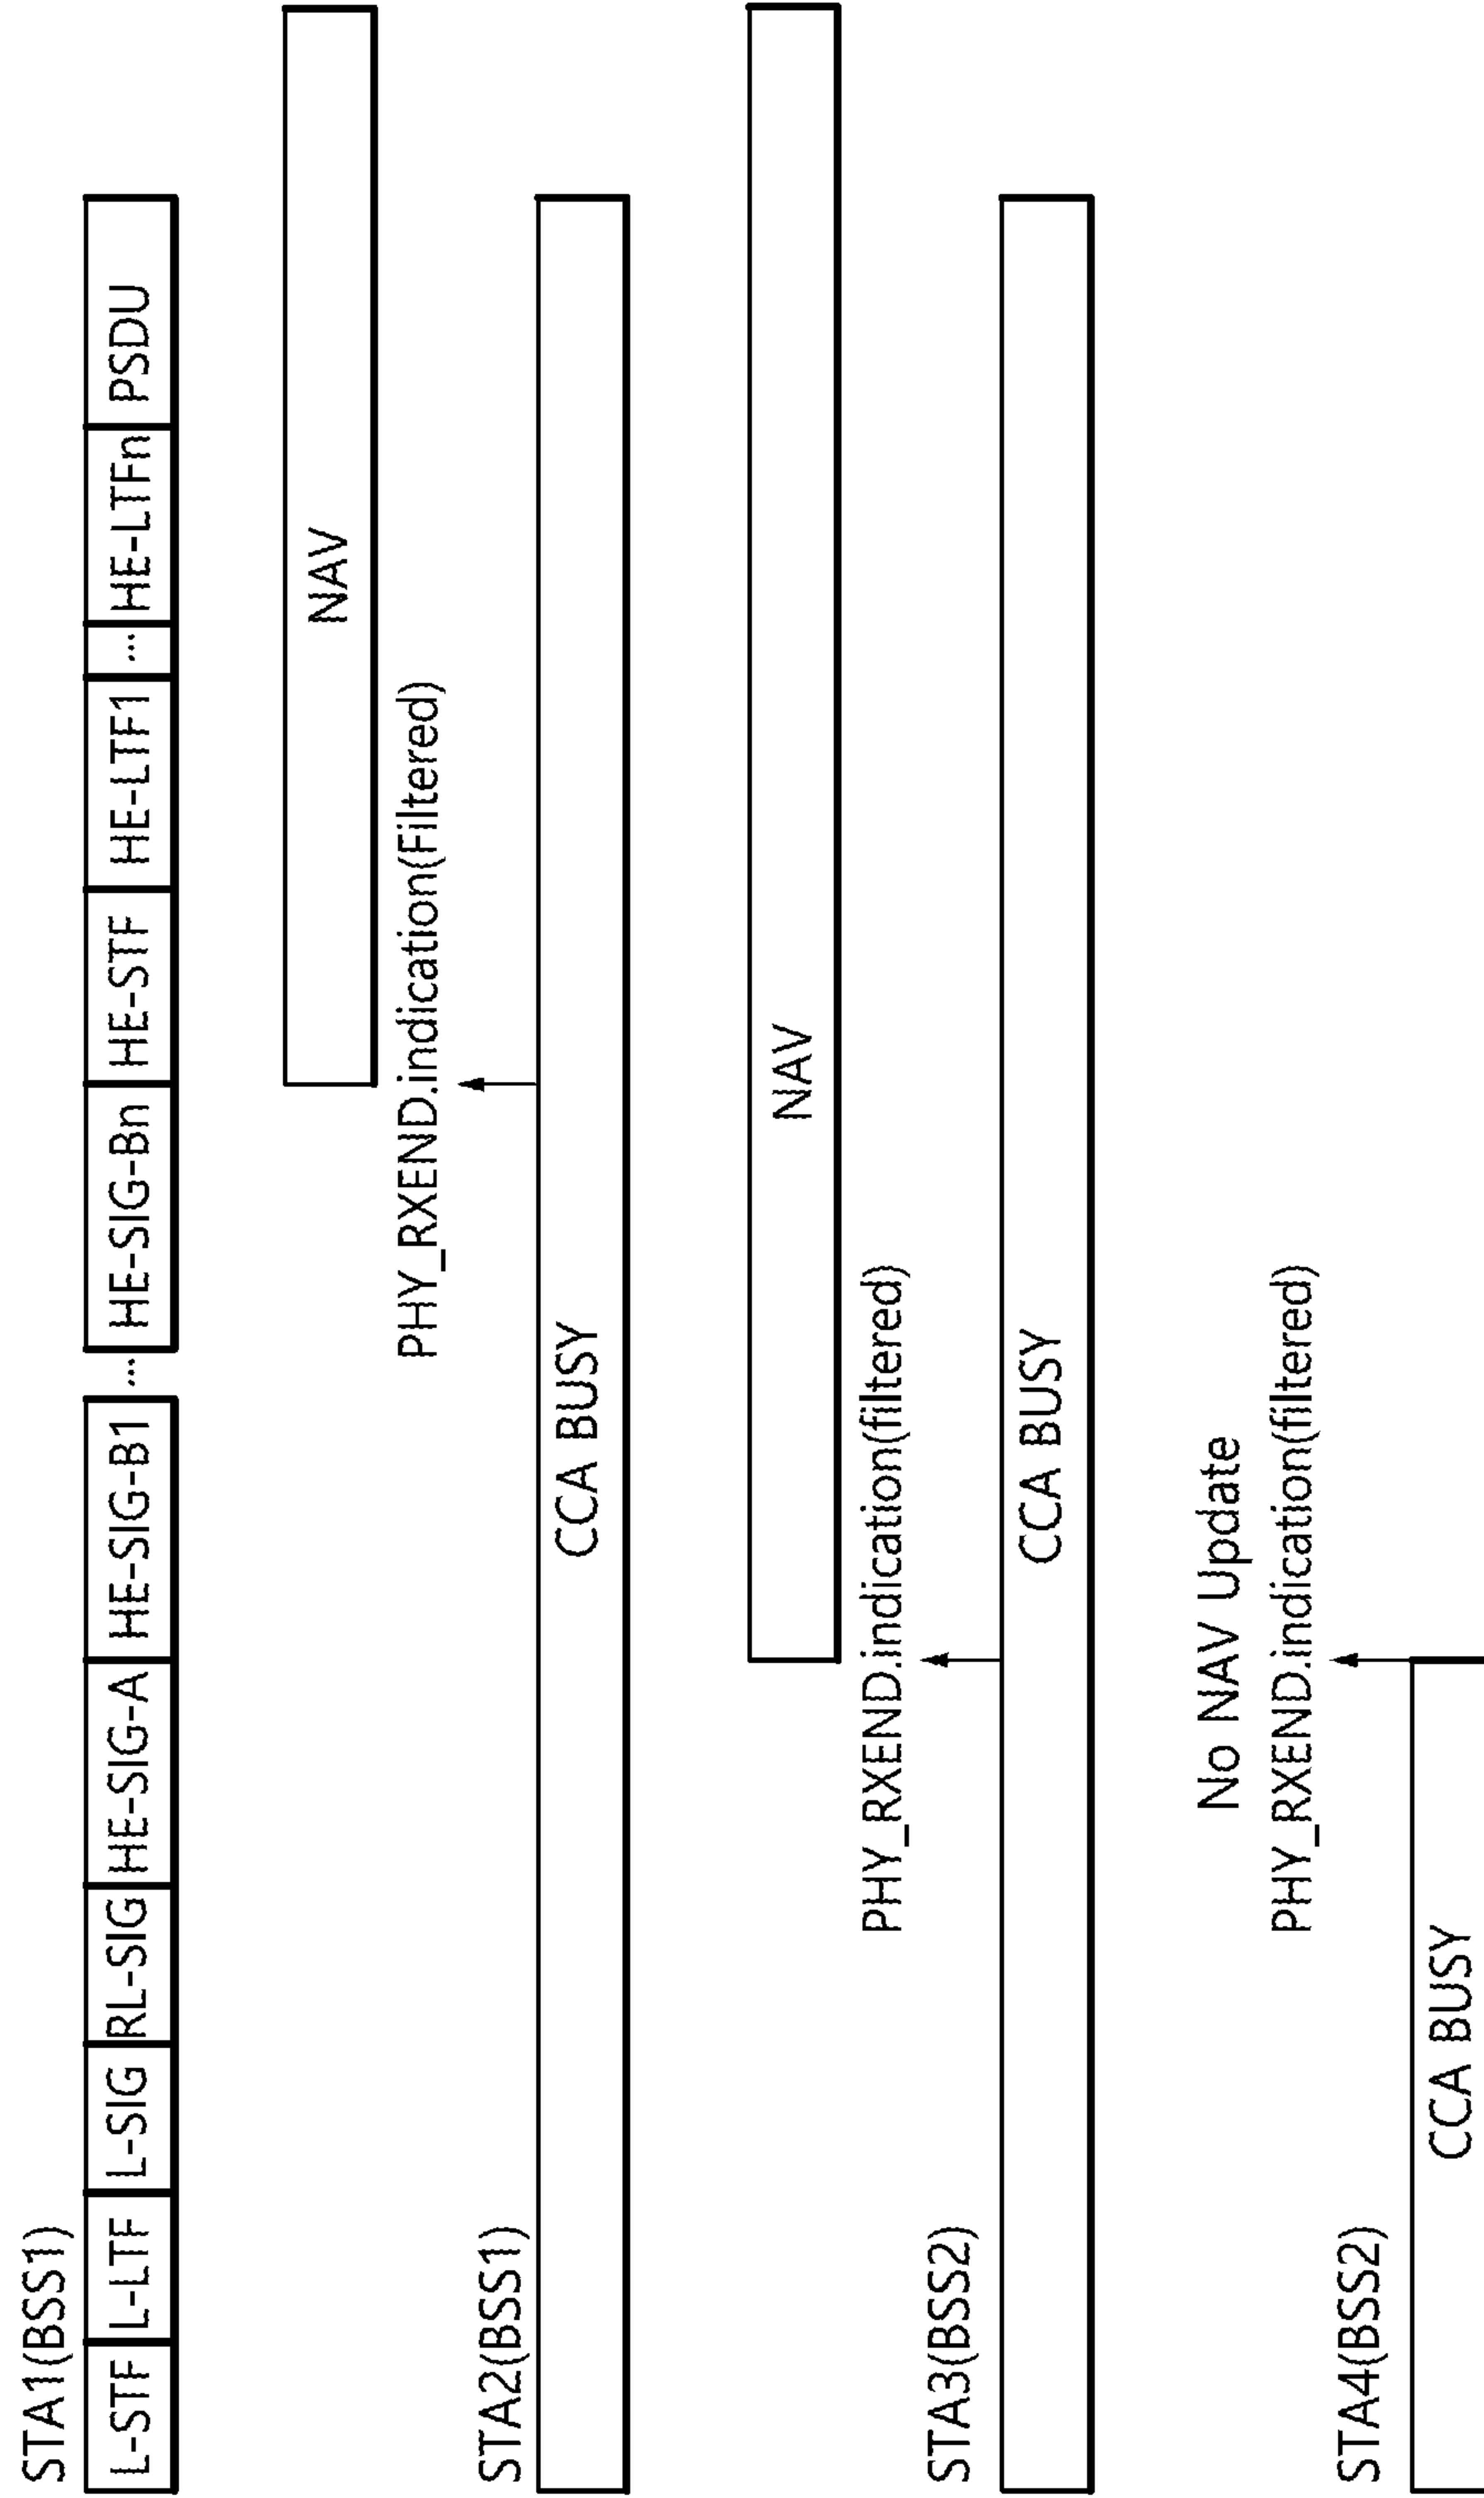 STA1(BSS1)
L-STF L-LTF L-SIG RL-SIG HE-SIG-A HE-SIG-B1 ... HE-SIG-Bn HE-STF HE-LTF1 ... HE-LTFn PSDU
NAV
PHY_RXEND.indication(Filtered)
STA2(BSS1)
CCA BUSY
NAV
PHY_RXEND.indication(filtered)
STA3(BSS2)
CCA BUSY
No NAV Update
PHY_RXEND.indication(filtered)
STA4(BSS2)
CCA BUSY